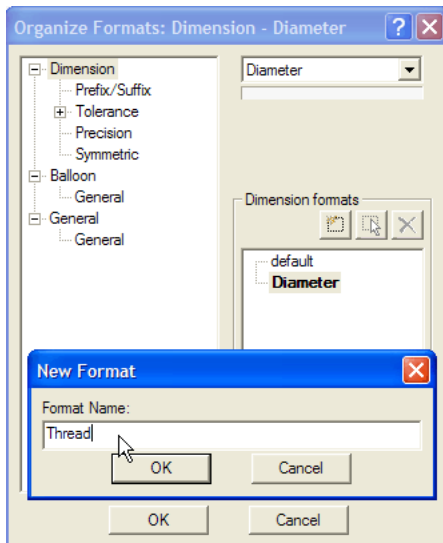 Organize Formats: Dimension - Diameter
Dimension
Prefix/Suffix
Tolerance
Precision
Symmetric
Balloon
General
General
General
Diameter
Dimension formats
default
Diameter
New Format
Format Name:
Thread
OK
Cancel
OK
Cancel